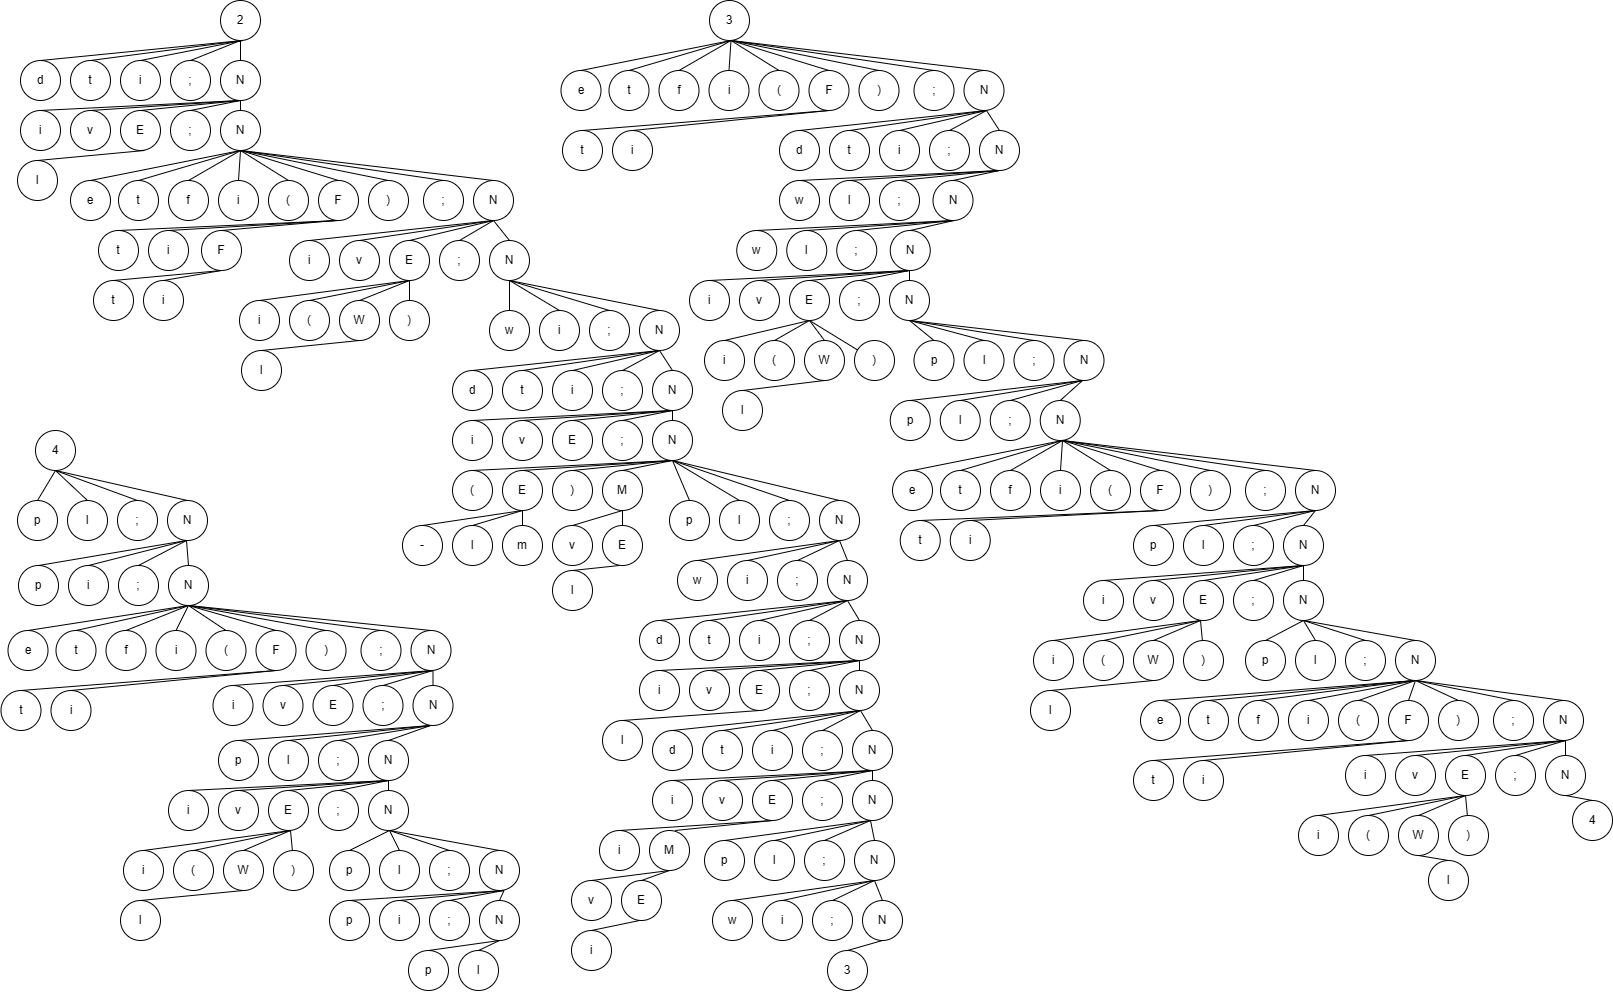 2
d t i ; N
i v E ; N
l
e t f i ( F ) ; N
t i F
i v E ; N
t i
i ( W )
w i ; N
l
d t i ; N
i v E ; N
( E ) M p l ; N
- l m v E
l
w i ; N
d t i ; N
i v E ; N
l
d t i ; N
i v E ; N
i M
p l ; N
v E
w i ; N
i
3
3
e t f i ( F ) ; N
t i
d t i ; N
w l ; N
w l ; N
i v E ; N
i ( W )
p l ; N
l
p l ; N
e t f i ( F ) ; N
t i
p l ; N
i v E ; N
i ( W )
p l ; N
l
e t f i ( F ) ; N
t i
i v E ; N
i ( W )
4
l
4
p l ; N
p i ; N
e t f i ( F ) ; N
t i
i v E ; N
p l ; N
i v E ; N
i ( W )
p l ; N
l
p i ; N
p l